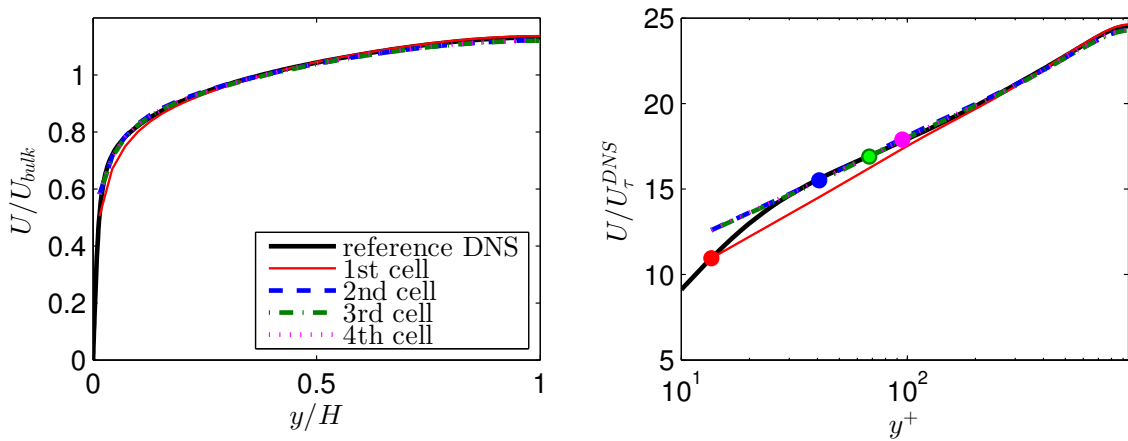 1
0.8
0.6
0.4
0.2
0
0
0.5
1
U/U_{bulk}
y/H
reference DNS
1st cell
2nd cell
3rd cell
4th cell
25
20
15
10
5
10^1
10^2
U/U_τ^{DNS}
y^+